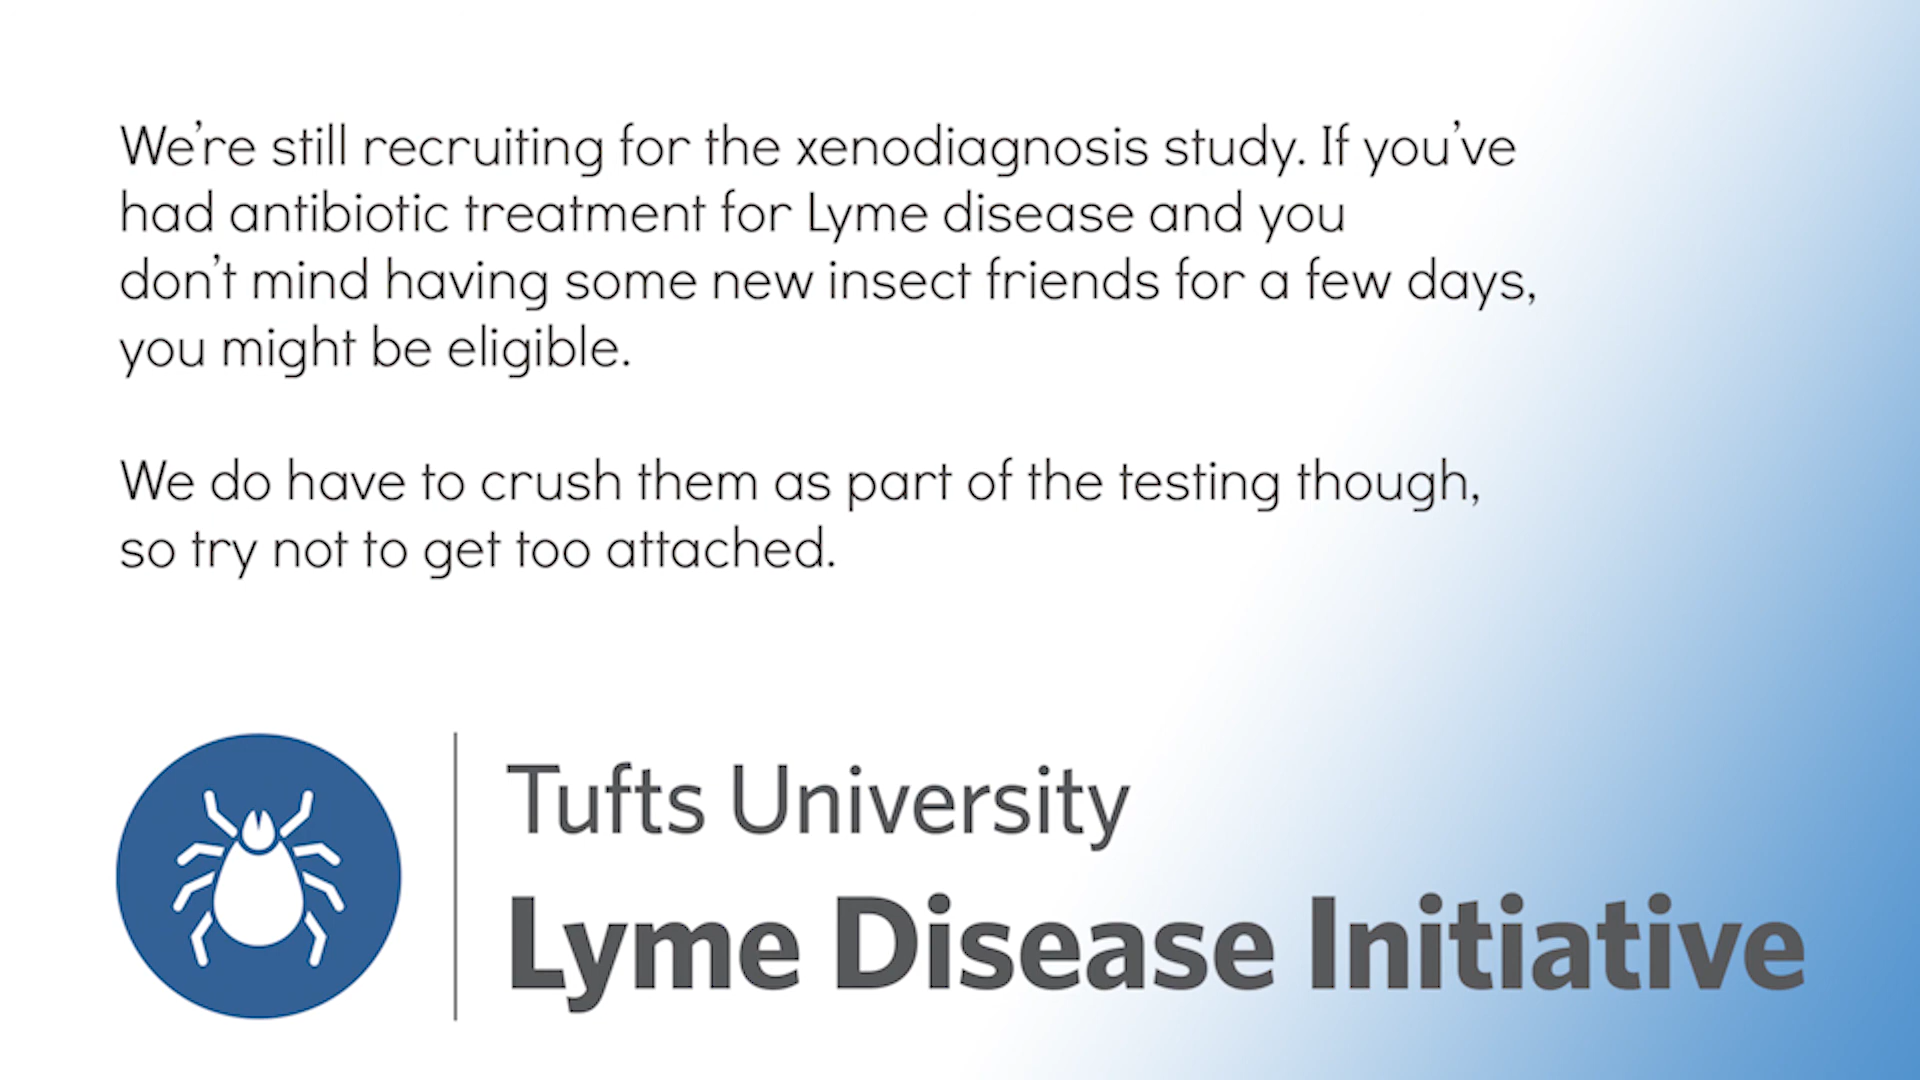 We're still recruiting for the xenodiagnosis study. If you've
had antibiotic treatment for Lyme disease and you
don't mind having some new insect friends for a few days,
you might be eligible.
We do have to crush them as part of the testing though,
so try not to get too attached.
Tufts University
Lyme Disease Initiative